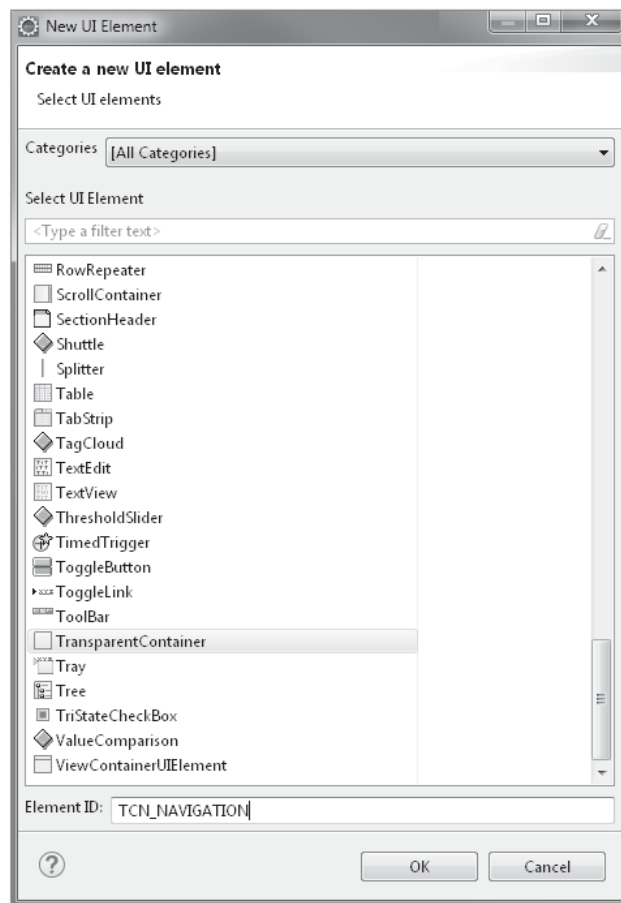 New UI Element
Create a new UI element
Select UI elements
Categories [All Categories]
Select UI Element
<Type a filter text>
RowRepeater
ScrollContainer
SectionHeader
Shuttle
Splitter
Table
TabStrip
TagCloud
TextEdit
TextView
ThresholdSlider
TimedTrigger
ToggleButton
ToggleLink
ToolBar
TransparentContainer
Tray
Tree
TriStateCheckBox
ValueComparison
ViewContainerUIElement
Element ID: TCN_NAVIGATION
? OK Cancel